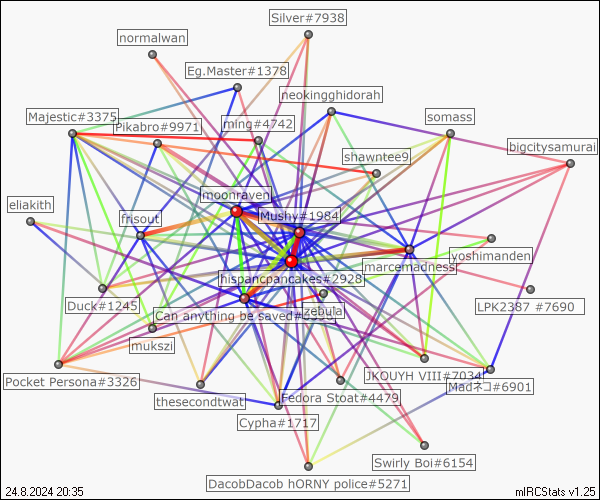 Silver#7938
normalwan
Eg.Master#1378
neokingghidorah
Majestic#3375
Pikabro#9971
ming#4742
somass
bigcitysamurai
shawntee9
moonraven
eliakith
frisout
Mushy#1984
yoshimanden
marcemadness
hispancpancakes#2928
Duck#1245
Can anything be saved
zebula
LPK2387 #7690
mukszi
Pocket Persona#3326
JKOUYH VIII#7034
Madネコ#6901
thesecondtwat
Fedora Stoat#4479
Cypha#1717
Swirly Boi#6154
DacobDacob hORNY police#5271
24.8.2024 20:35
mIRCStats v1.25